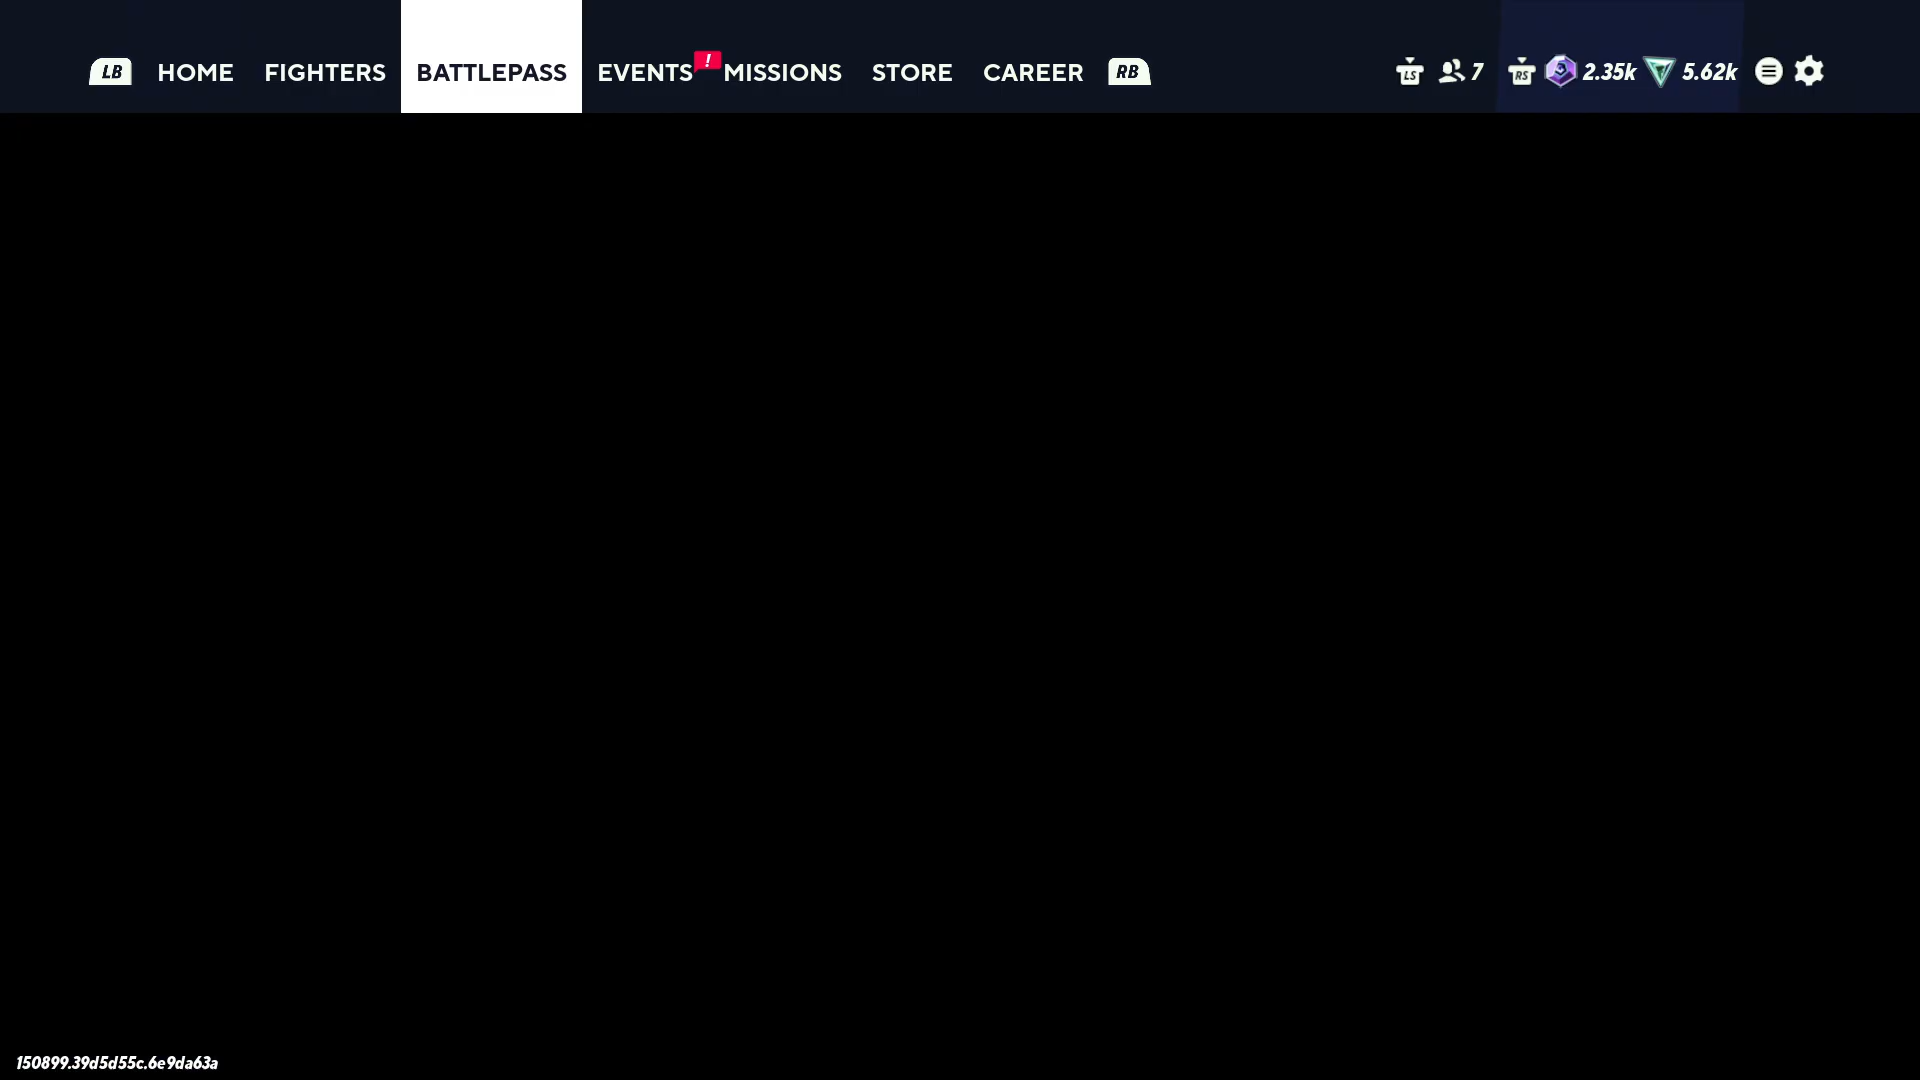 LB HOME FIGHTERS BATTLEPASS EVENTS ! MISSIONS STORE CAREER RB LS 7 RS 2.35k 5.62k
150899.39d5d55c.6e9da63a